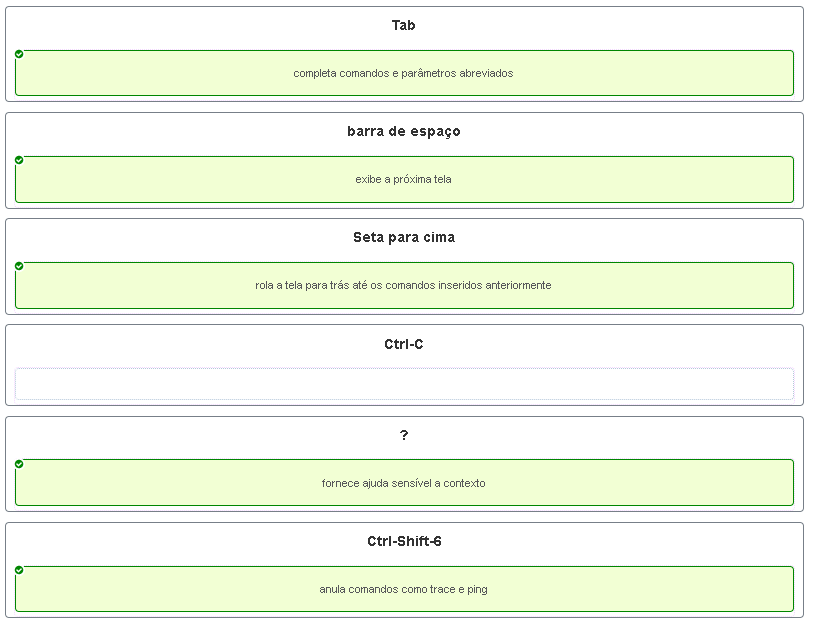 Tab
completa comandos e parâmetros abreviados
barra de espaço
exibe a próxima tela
Seta para cima
rola a tela para trás até os comandos inseridos anteriormente
Ctrl-C
?
fornece ajuda sensível a contexto
Ctrl-Shift-6
anula comandos como trace e ping